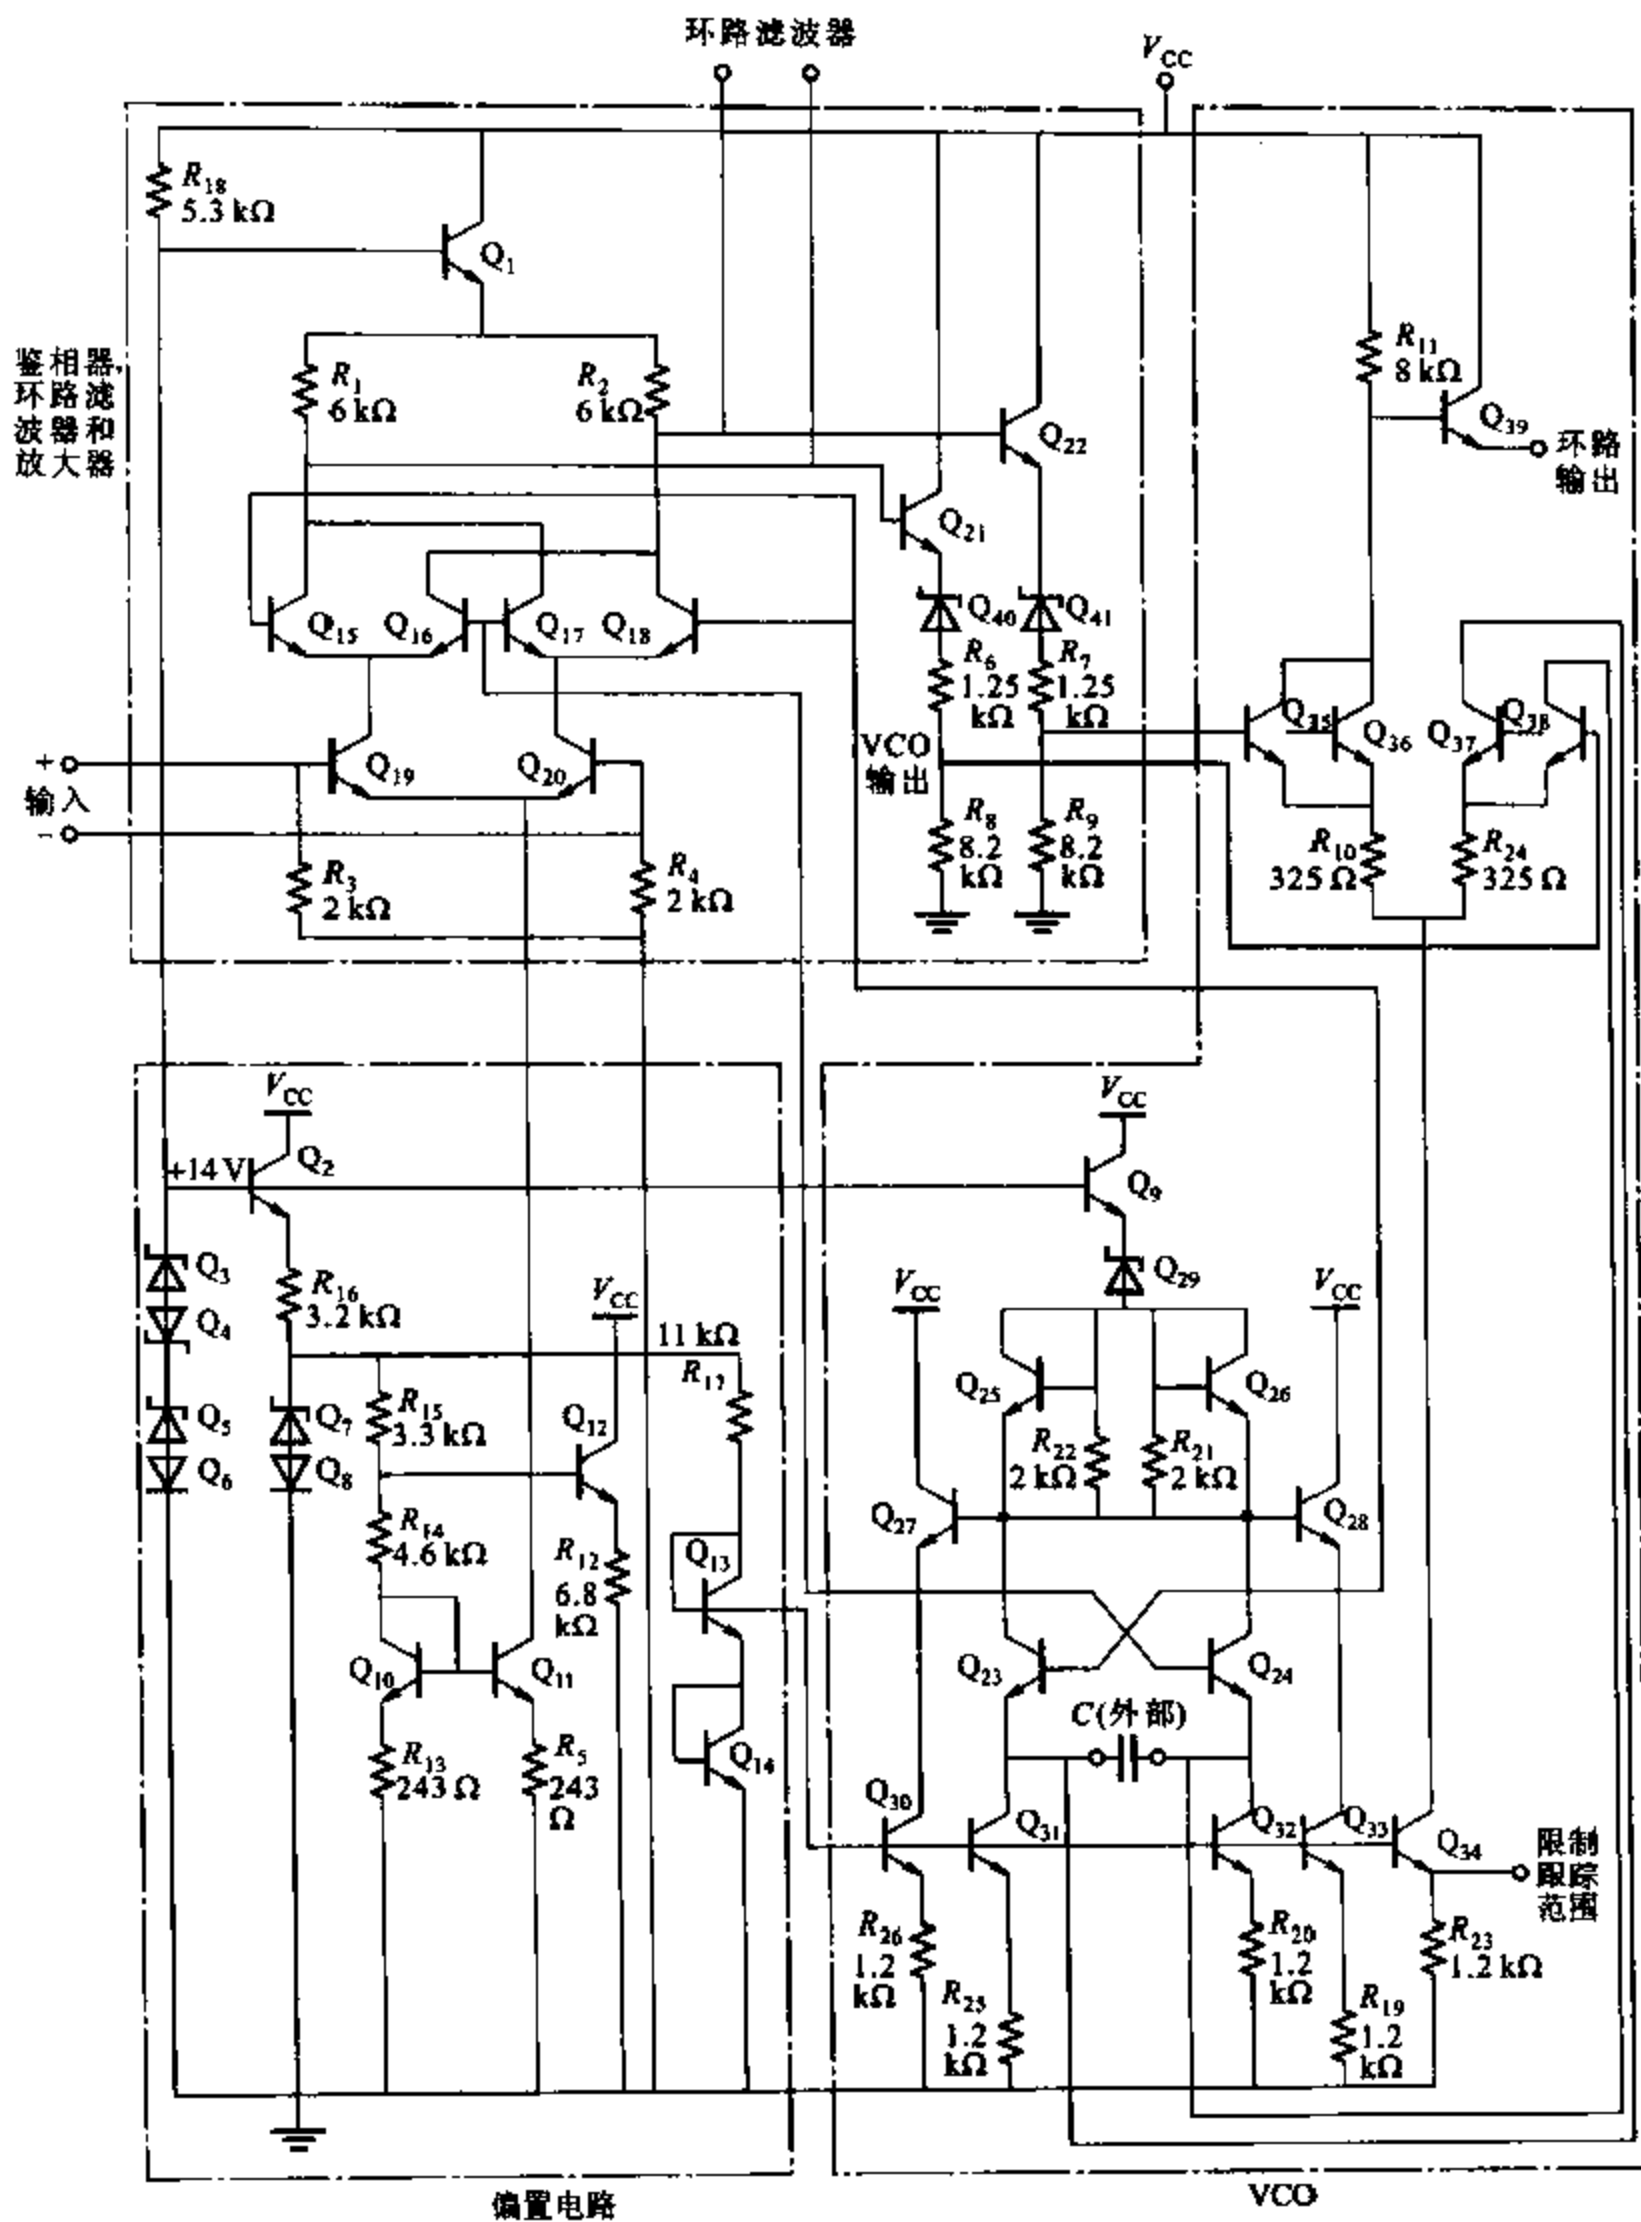 环路滤波器
V_CC
R_18
5.3 kΩ
Q_1
鉴相器,
环路滤
波器和
放大器
R_1
6 kΩ
R_2
6 kΩ
Q_22
R_11
8 kΩ
Q_39
环路
输出
Q_21
Q_15
Q_16
Q_17
Q_18
Q_40
Q_41
R_6
1.25
kΩ
R_7
1.25
kΩ
Q_35
Q_36
Q_37
Q_38
+
输入
-
Q_19
Q_20
VCO
输出
R_3
2 kΩ
R_4
2 kΩ
R_8
8.2
kΩ
R_9
8.2
kΩ
R_10
325 Ω
R_24
325 Ω
V_CC
+14 V
Q_2
V_CC
Q_9
Q_3
Q_4
R_16
3.2 kΩ
V_CC
11 kΩ
R_17
V_CC
Q_29
V_CC
Q_5
Q_6
Q_7
Q_8
R_15
3.3 kΩ
Q_12
Q_25
Q_26
R_22
2 kΩ
R_21
2 kΩ
R_14
4.6 kΩ
R_12
6.8
kΩ
Q_13
Q_27
Q_28
Q_10
Q_11
Q_23
Q_24
C(外部)
R_13
243 Ω
R_5
243
Ω
Q_14
Q_30
Q_31
Q_32
Q_33
Q_34
限制
跟踪
范围
R_26
1.2
kΩ
R_25
1.2
kΩ
R_20
1.2
kΩ
R_19
1.2
kΩ
R_23
1.2 kΩ
偏置电路
VCO